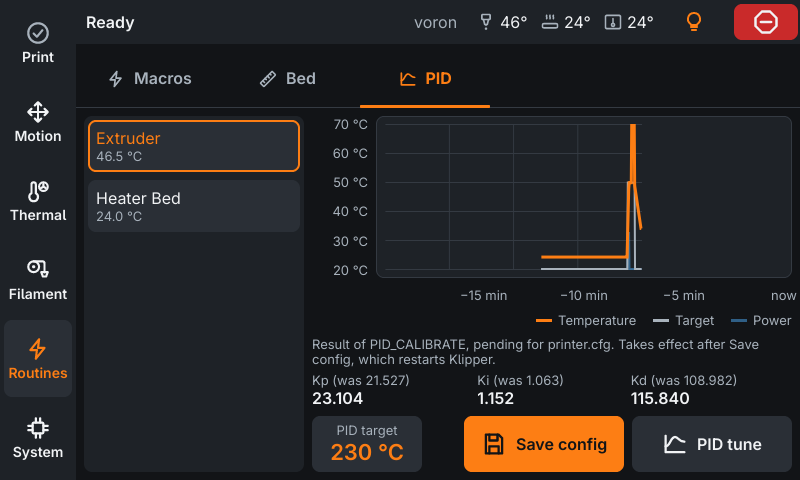 Ready
voron
46°
24°
24°
Print
Motion
Thermal
Filament
Routines
System
Macros
Bed
PID
Extruder
46.5 °C
Heater Bed
24.0 °C
70 °C
60 °C
50 °C
40 °C
30 °C
20 °C
−15 min
−10 min
−5 min
now
Temperature
Target
Power
Result of PID_CALIBRATE, pending for printer.cfg. Takes effect after Save
config, which restarts Klipper.
Kp (was 21.527)
23.104
Ki (was 1.063)
1.152
Kd (was 108.982)
115.840
PID target
230 °C
Save config
PID tune